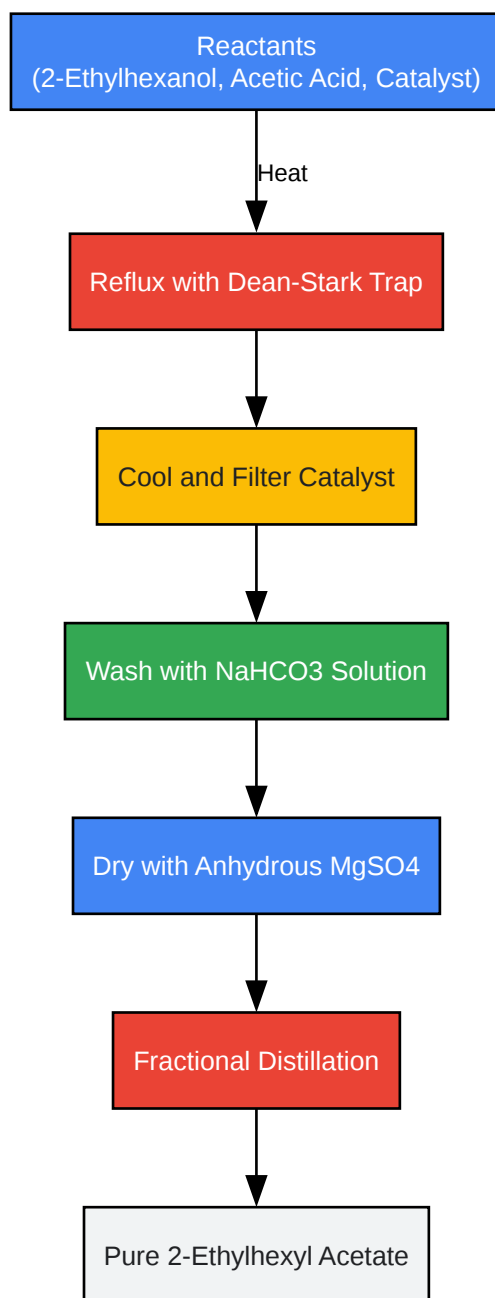 Reactants
(2-Ethylhexanol, Acetic Acid, Catalyst)
Heat
Reflux with Dean-Stark Trap
Cool and Filter Catalyst
Wash with NaHCO3 Solution
Dry with Anhydrous MgSO4
Fractional Distillation
Pure 2-Ethylhexyl Acetate